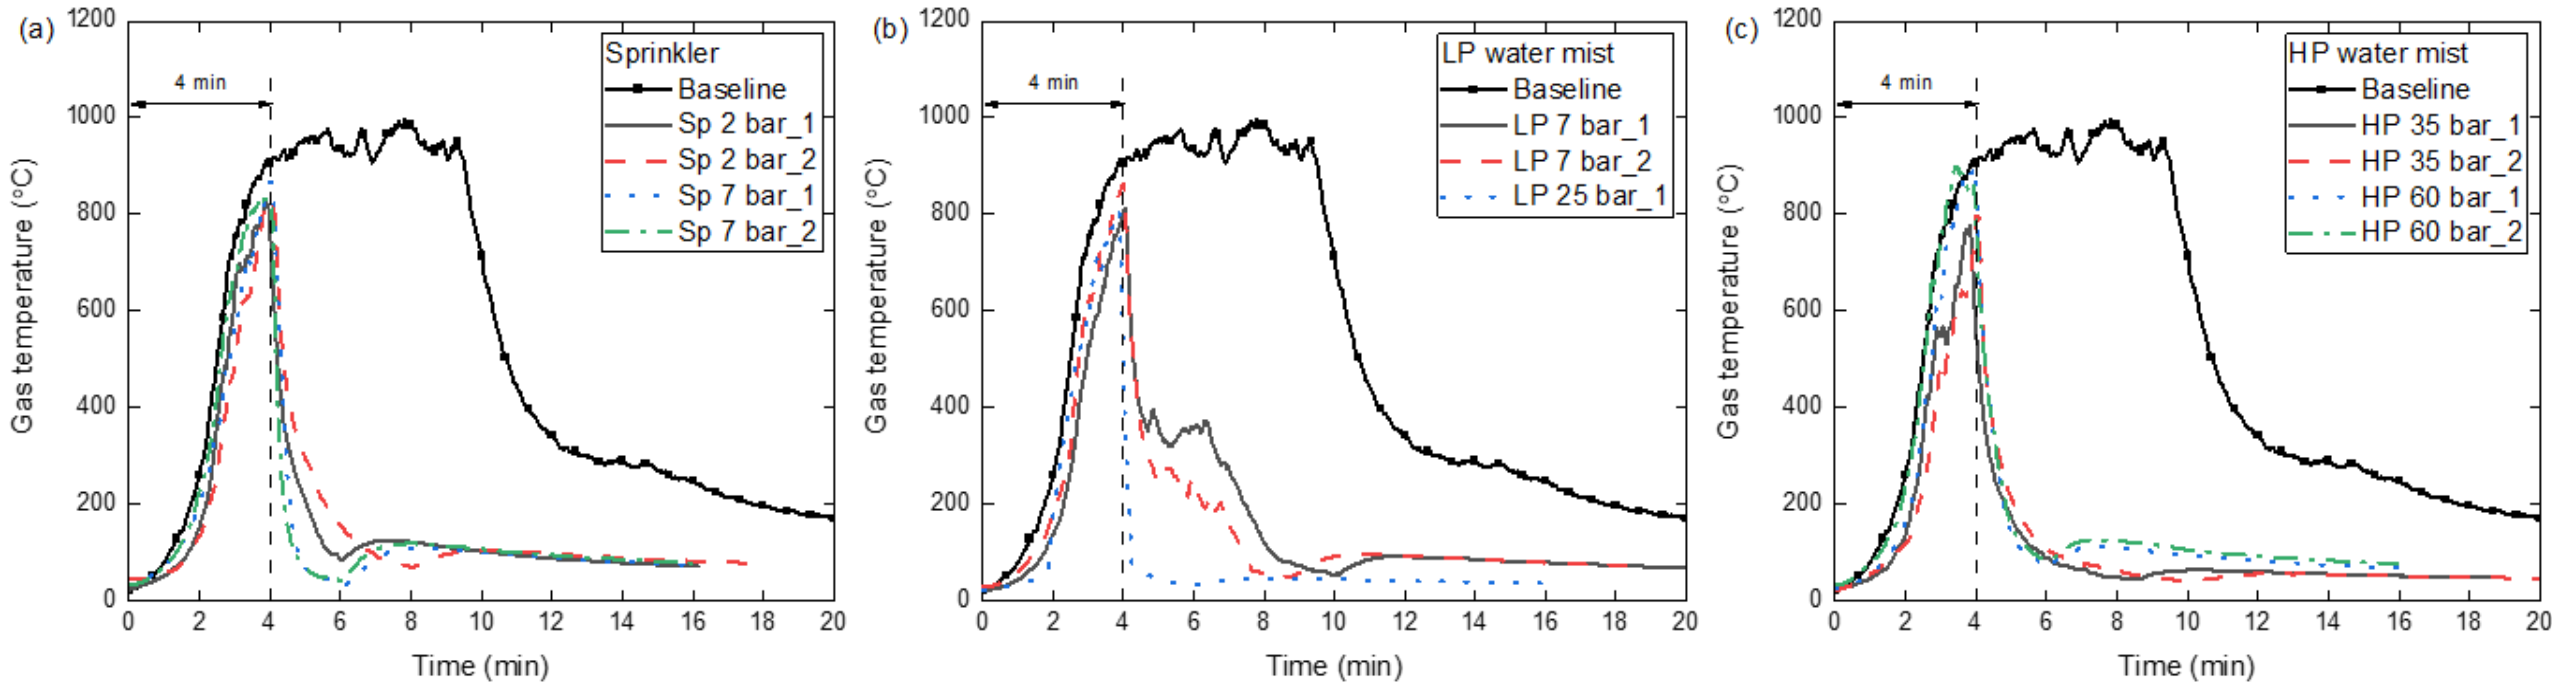 (a)
1200
1000
800
600
400
200
0
Gas temperature (°C)
4 min
Sprinkler
Baseline
Sp 2 bar_1
Sp 2 bar_2
Sp 7 bar_1
Sp 7 bar_2
0 2 4 6 8 10 12 14 16 18 20
Time (min)
(b)
1200
1000
800
600
400
200
0
Gas temperature (°C)
4 min
LP water mist
Baseline
LP 7 bar_1
LP 7 bar_2
LP 25 bar_1
0 2 4 6 8 10 12 14 16 18 20
Time (min)
(c)
1200
1000
800
600
400
200
0
Gas temperature (°C)
4 min
HP water mist
Baseline
HP 35 bar_1
HP 35 bar_2
HP 60 bar_1
HP 60 bar_2
0 2 4 6 8 10 12 14 16 18 20
Time (min)